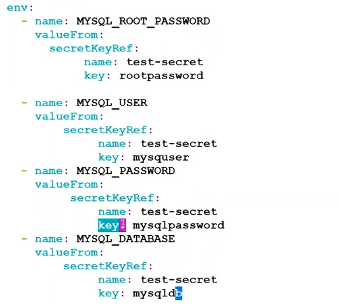 env:
- name: MYSQL_ROOT_PASSWORD
valueFrom:
secretKeyRef:
name: test-secret
key: rootpassword
- name: MYSQL_USER
valueFrom:
secretKeyRef:
name: test-secret
key: mysquser
- name: MYSQL_PASSWORD
valueFrom:
secretKeyRef:
name: test-secret
key: mysqlpassword
- name: MYSQL_DATABASE
valueFrom:
secretKeyRef:
name: test-secret
key: mysqldb